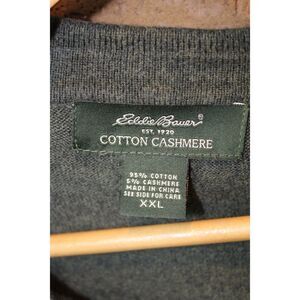 Eddie Bauer®
EST. 1920
COTTON CASHMERE
95% COTTON
5% CASHMERE
MADE IN CHINA
SEE SIDE FOR CARE
XXL